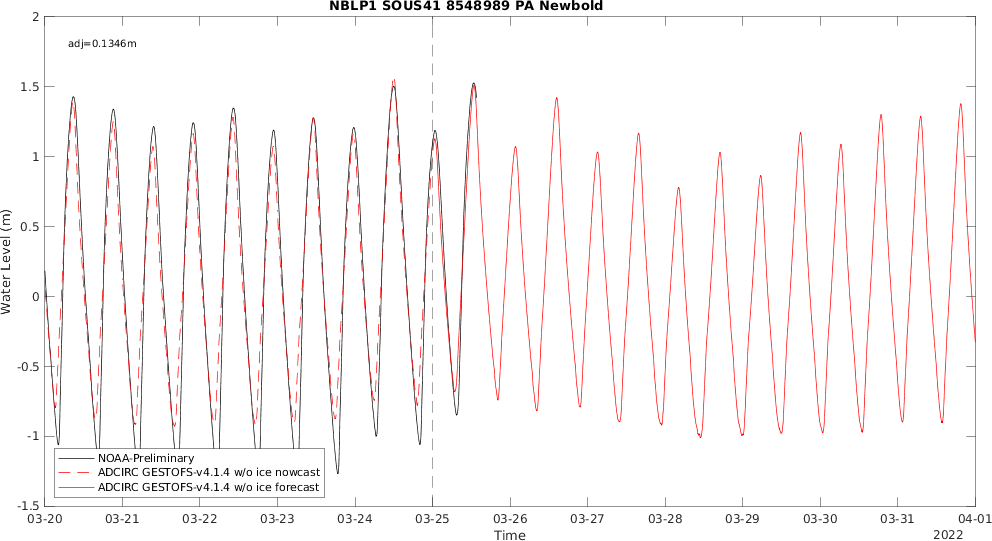 NBLP1 SOUS41 8548989 PA Newbold
adj=0.1346m
2
1.5
1
0.5
0
-0.5
-1
-1.5
Water Level (m)
NOAA-Preliminary
ADCIRC GESTOFS-v4.1.4 w/o ice nowcast
ADCIRC GESTOFS-v4.1.4 w/o ice forecast
03-20 03-21 03-22 03-23 03-24 03-25 03-26 03-27 03-28 03-29 03-30 03-31 04-01
Time
2022